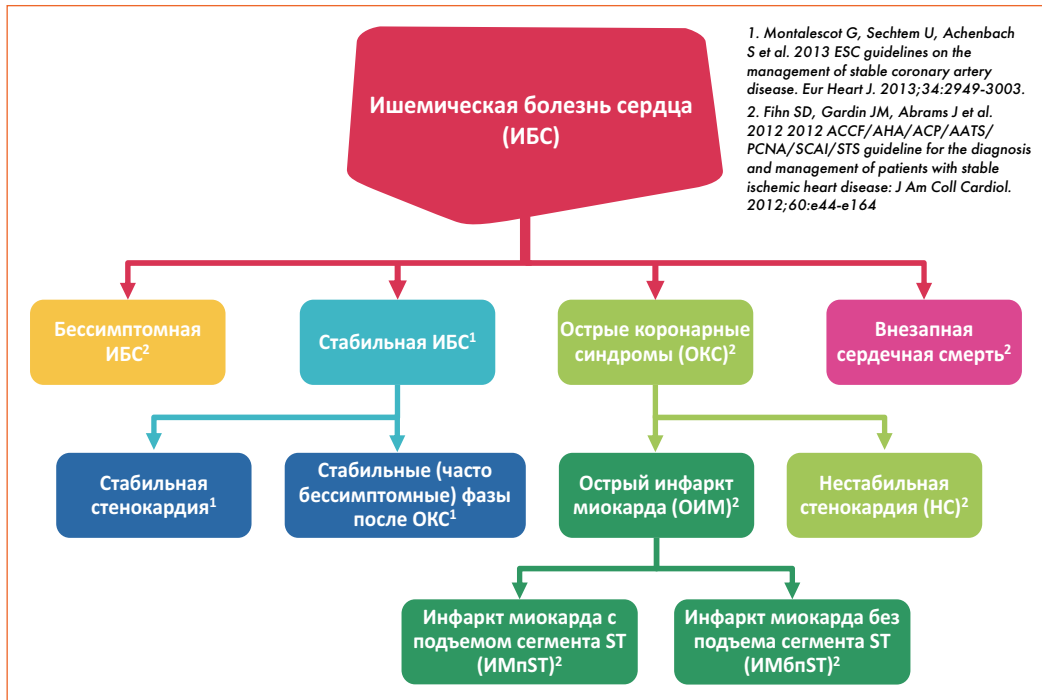 Ишемическая болезнь сердца
(ИБС)
1. Montalescot G, Sechtem U, Achenbach
S et al. 2013 ESC guidelines on the
management of stable coronary artery
disease. Eur Heart J. 2013;34:2949-3003.
2. Fihn SD, Gardin JM, Abrams J et al.
2012 2012 ACCF/AHA/ACP/AATS/
PCNA/SCAI/STS guideline for the diagnosis
and management of patients with stable
ischemic heart disease: J Am Coll Cardiol.
2012;60:e44-e164
Бессимптомная
ИБС²
Стабильная ИБС¹
Острые коронарные
синдромы (ОКС)²
Внезапная
сердечная смерть²
Стабильная
стенокардия¹
Стабильные (часто
бессимптомные) фазы
после ОКС¹
Острый инфаркт
миокарда (ОИМ)²
Нестабильная
стенокардия (НС)²
Инфаркт миокарда с
подъемом сегмента ST
(ИМпST)²
Инфаркт миокарда без
подъема сегмента ST
(ИМбпST)²